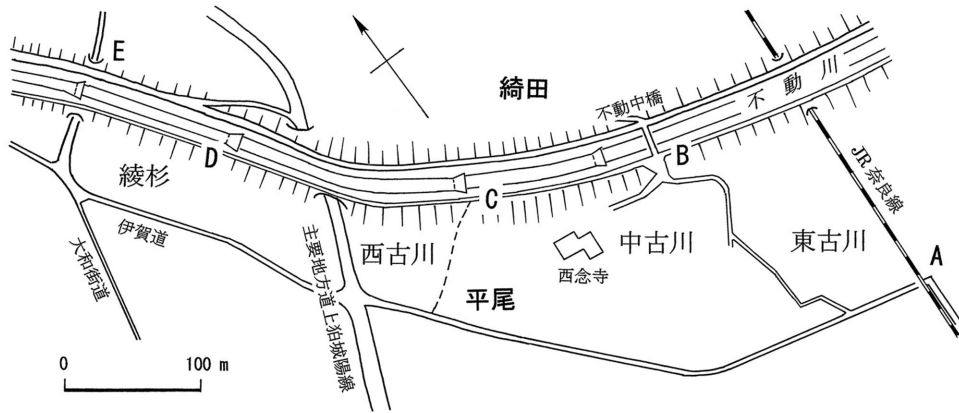 E
綺田
不動中橋
不動川
D
B
C
JR奈良線
綾杉
伊賀道
大和街道
主要地方道上狛城陽線
西古川
中古川
東古川
A
西念寺
平尾
0 100 m